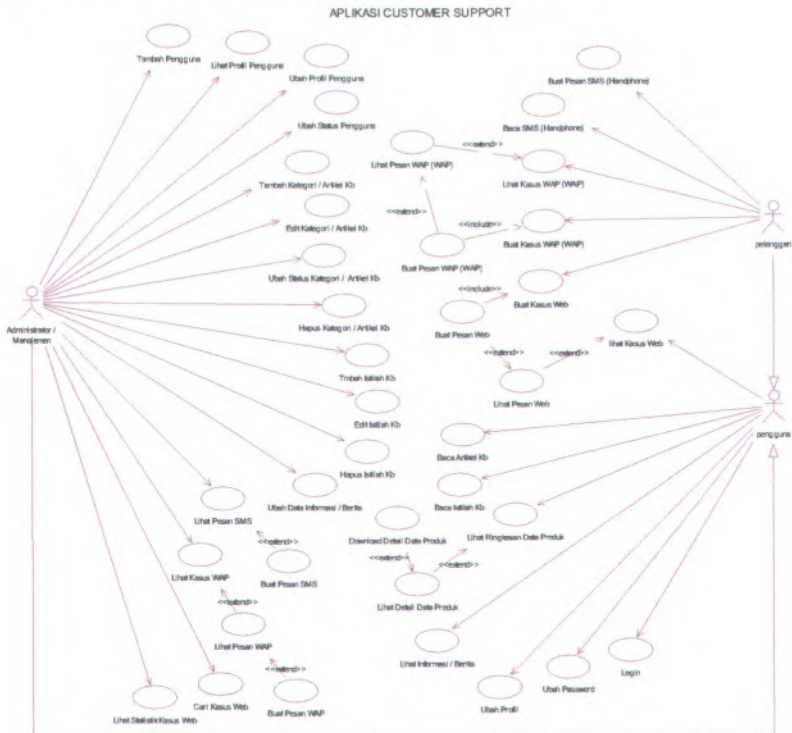 APLIKASI CUSTOMER SUPPORT
Tambah Pengguna
Lihat Profil Pengguna
Ubah Profil Pengguna
Buat Pesan SMS (Handphone)
Ubah Status Pengguna
Baca SMS (Handphone)
<<extend>>
Lihat Pesan WAP (WAP)
Tambah Kategori / Artikel Kb
Lihat Kasus WAP (WAP)
<<extend>>
<<include>>
Edit Kategori / Artikel Kb
Buat Kasus WAP (WAP)
pelanggan
Ubah Status Kategori / Artikel Kb
Buat Pesan WAP (WAP)
<<include>>
Buat Kasus Web
Administrator /
Manajemen
Hapus Kategori / Artikel Kb
Buat Pesan Web
lihat Kasus Web
<<extend>>
<<extend>>
Tmbah Istilah Kb
Lihat Pesan Web
Edit Istilah Kb
pengguna
Baca Artikel Kb
Hapus Istilah Kb
Ubah Data Informasi / Berita
Baca Istilah Kb
Lihat Pesan SMS
Download Detail Data Produk
Lihat Ringkasan Data Produk
<<extend>>
<<extend>>
<<extend>>
Lihat Kasus WAP
Buat Pesan SMS
Lihat Detail Data Produk
<<extend>>
Lihat Pesan WAP
Lihat Informasi / Berita
<<extend>>
Login
Ubah Password
Lihat Statistik Kasus Web
Cari Kasus Web
Buat Pesan WAP
Ubah Profil